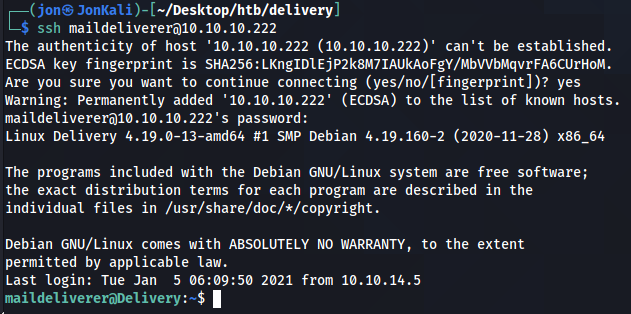 ┌──(jon㉿JonKali)-[~/Desktop/htb/delivery]
└─$ ssh maildeliverer@10.10.10.222
The authenticity of host '10.10.10.222 (10.10.10.222)' can't be established.
ECDSA key fingerprint is SHA256:LKngIDlEjP2k8M7IAUkAoFgY/MbVVbMqvrFA6CUrHoM.
Are you sure you want to continue connecting (yes/no/[fingerprint])? yes
Warning: Permanently added '10.10.10.222' (ECDSA) to the list of known hosts.
maildeliverer@10.10.10.222's password:
Linux Delivery 4.19.0-13-amd64 #1 SMP Debian 4.19.160-2 (2020-11-28) x86_64
The programs included with the Debian GNU/Linux system are free software;
the exact distribution terms for each program are described in the
individual files in /usr/share/doc/*/copyright.
Debian GNU/Linux comes with ABSOLUTELY NO WARRANTY, to the extent
permitted by applicable law.
Last login: Tue Jan  5 06:09:50 2021 from 10.10.14.5
maildeliverer@Delivery:~$